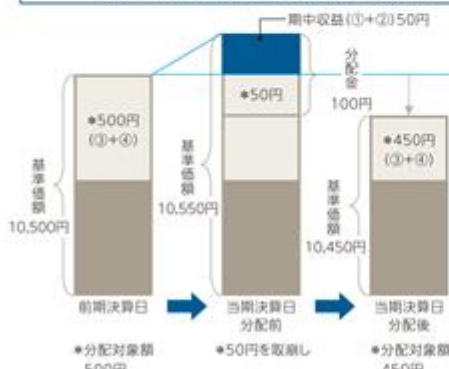 期中収益(①+②)50円
分配金
100円
*500円
(③+④)
*50円
*450円
(③+④)
基準価額
10,500円
基準価額
10,550円
基準価額
10,450円
前期決算日
当期決算日
分配前
当期決算日
分配後
*分配対象額
500円
*50円を取崩し
*分配対象額
450円